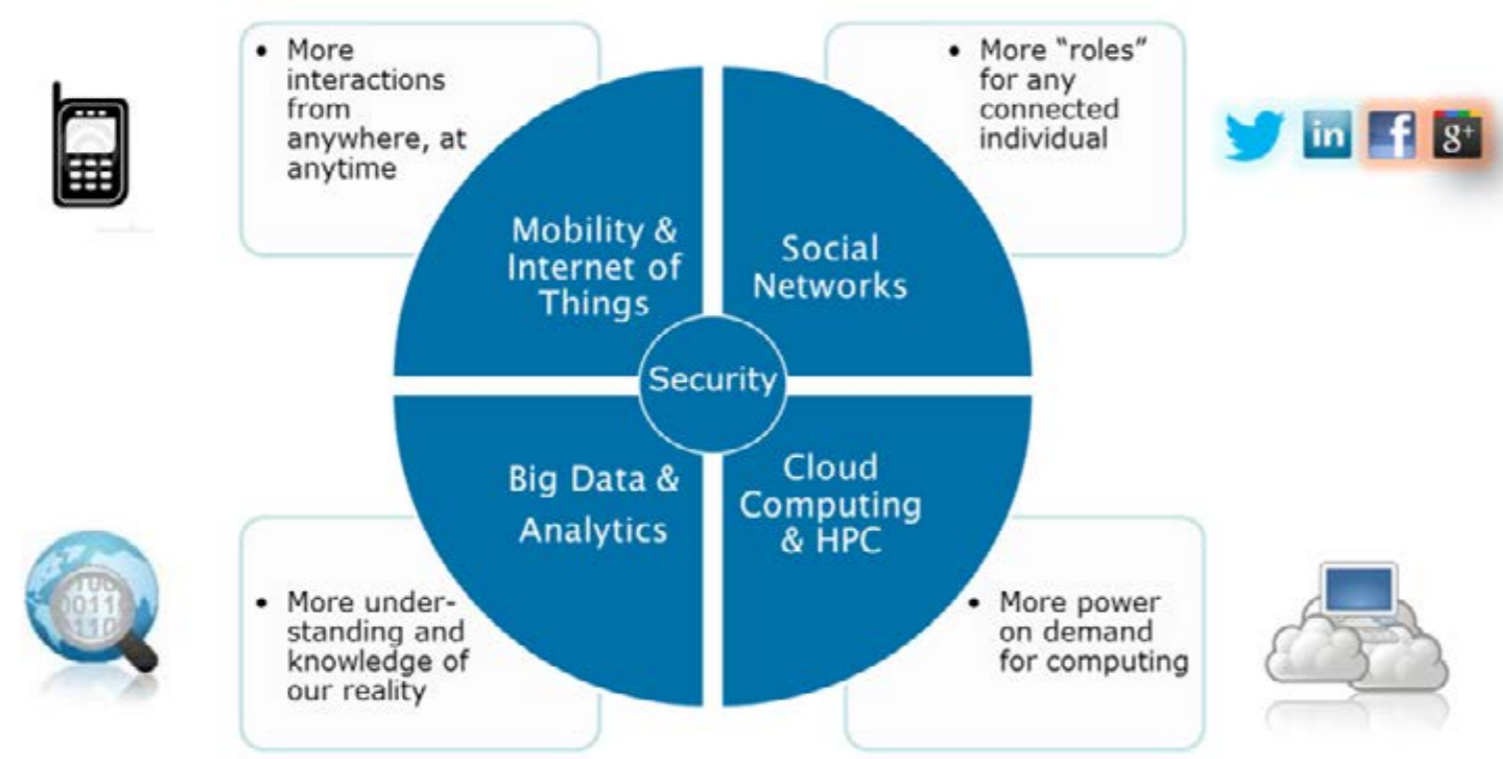 • More
interactions
from
anywhere, at
anytime
• More “roles”
for any
connected
individual
in
f
g+
Mobility &
Internet of
Things
Social
Networks
Security
Big Data &
Analytics
Cloud
Computing
& HPC
• More under-
standing and
knowledge of
our reality
• More power
on demand
for computing